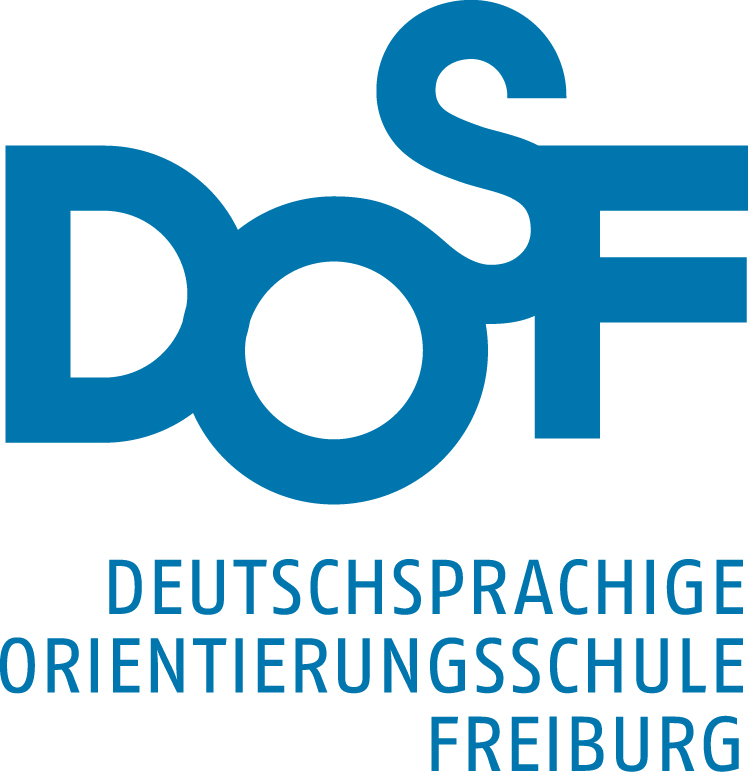 DOSF
DEUTSCHSPRACHIGE
ORIENTIERUNGSSCHULE
FREIBURG